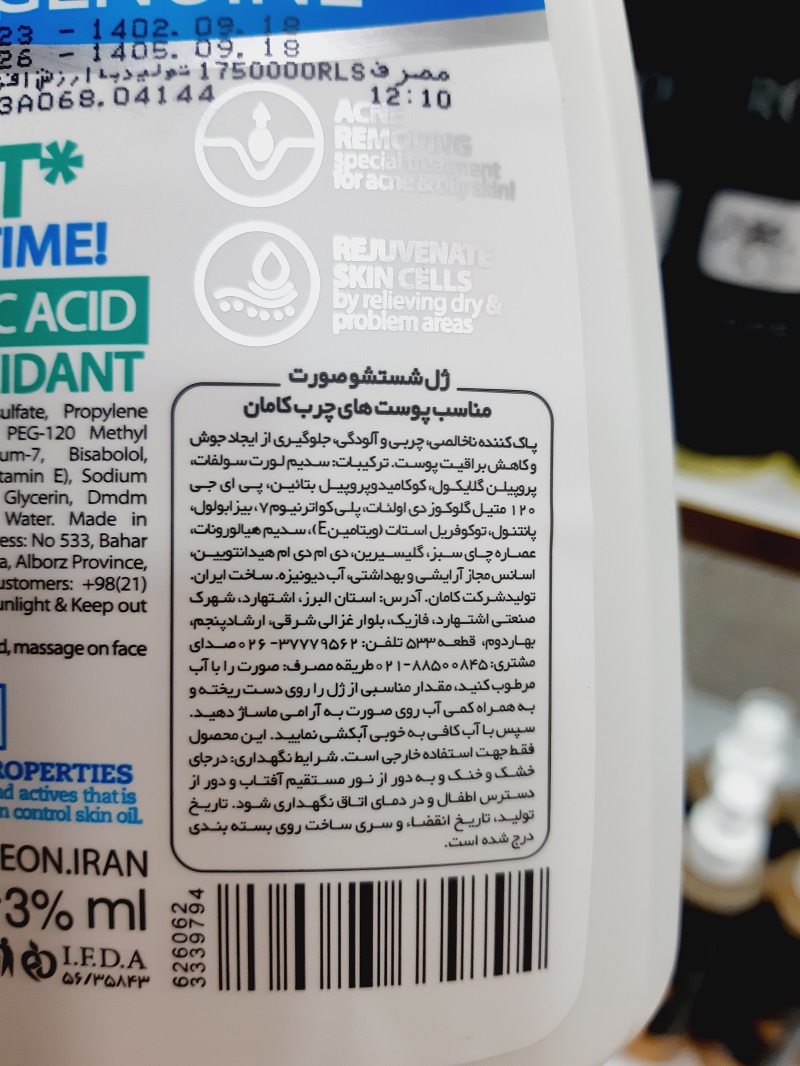 GENUINE
23 - 1402. 09. 18
26 - 1405. 09. 18
مصرف 1750000RLS تولیدبه ارزش افز
3A068.04144 12:10
ACNE
REMOVING
special treatment
for acne & oily skin!
REJUVENATE
SKIN CELLS
by relieving dry &
problem areas
T*
TIME!
C ACID
IDANT
ulfate, Propylene
PEG-120 Methyl
um-7, Bisabolol,
tamin E), Sodium
Glycerin, Dmdm
Water. Made in
ess: No 533, Bahar
a, Alborz Province,
ustomers: +98(21)
unlight & Keep out
d, massage on face
ROPERTIES
nd actives that is
n control skin oil.
EON.IRAN
3% ml
I.F.D.A
۵۶/۳۵۸۴۳
ژل شستشو صورت
مناسب پوست های چرب کامان
پاک کننده ناخالصی، چربی و آلودگی، جلوگیری از ایجاد جوش
و کاهش براقیت پوست. ترکیبات: سدیم لورت سولفات،
پروپیلن گلایکول، کوکامیدوپروپیل بتائین، پی ای جی
۱۲۰ متیل گلوکوز دی اولئات، پلی کواترنیوم ۷، بیزابولول،
پانتنول، توکوفریل استات (ویتامین E)، سدیم هیالورونات،
عصاره چای سبز، گلیسیرین، دی ام دی ام هیدانتویین،
اسانس مجاز آرایشی و بهداشتی، آب دیونیزه. ساخت ایران.
تولیدشرکت کامان. آدرس: استان البرز، اشتهارد، شهرک
صنعتی اشتهارد، فازیک، بلوار غزالی شرقی، ارشادپنجم،
بهاردوم، قطعه ۵۳۳ تلفن: ۳۷۷۷۹۵۶۲- ۰۲۶ صدای
مشتری: ۸۸۵۰۰۸۴۵-۰۲۱ طریقه مصرف: صورت را با آب
مرطوب کنید، مقدار مناسبی از ژل را روی دست ریخته و
به همراه کمی آب روی صورت به آرامی ماساژ دهید.
سپس با آب کافی به خوبی آبکشی نمایید. این محصول
فقط جهت استفاده خارجی است. شرایط نگهداری: درجای
خشک و خنک و به دور از نور مستقیم آفتاب و دور از
دسترس اطفال و در دمای اتاق نگهداری شود. تاریخ
تولید، تاریخ انقضاء، و سری ساخت روی بسته بندی
درج شده است.
626062
3339794